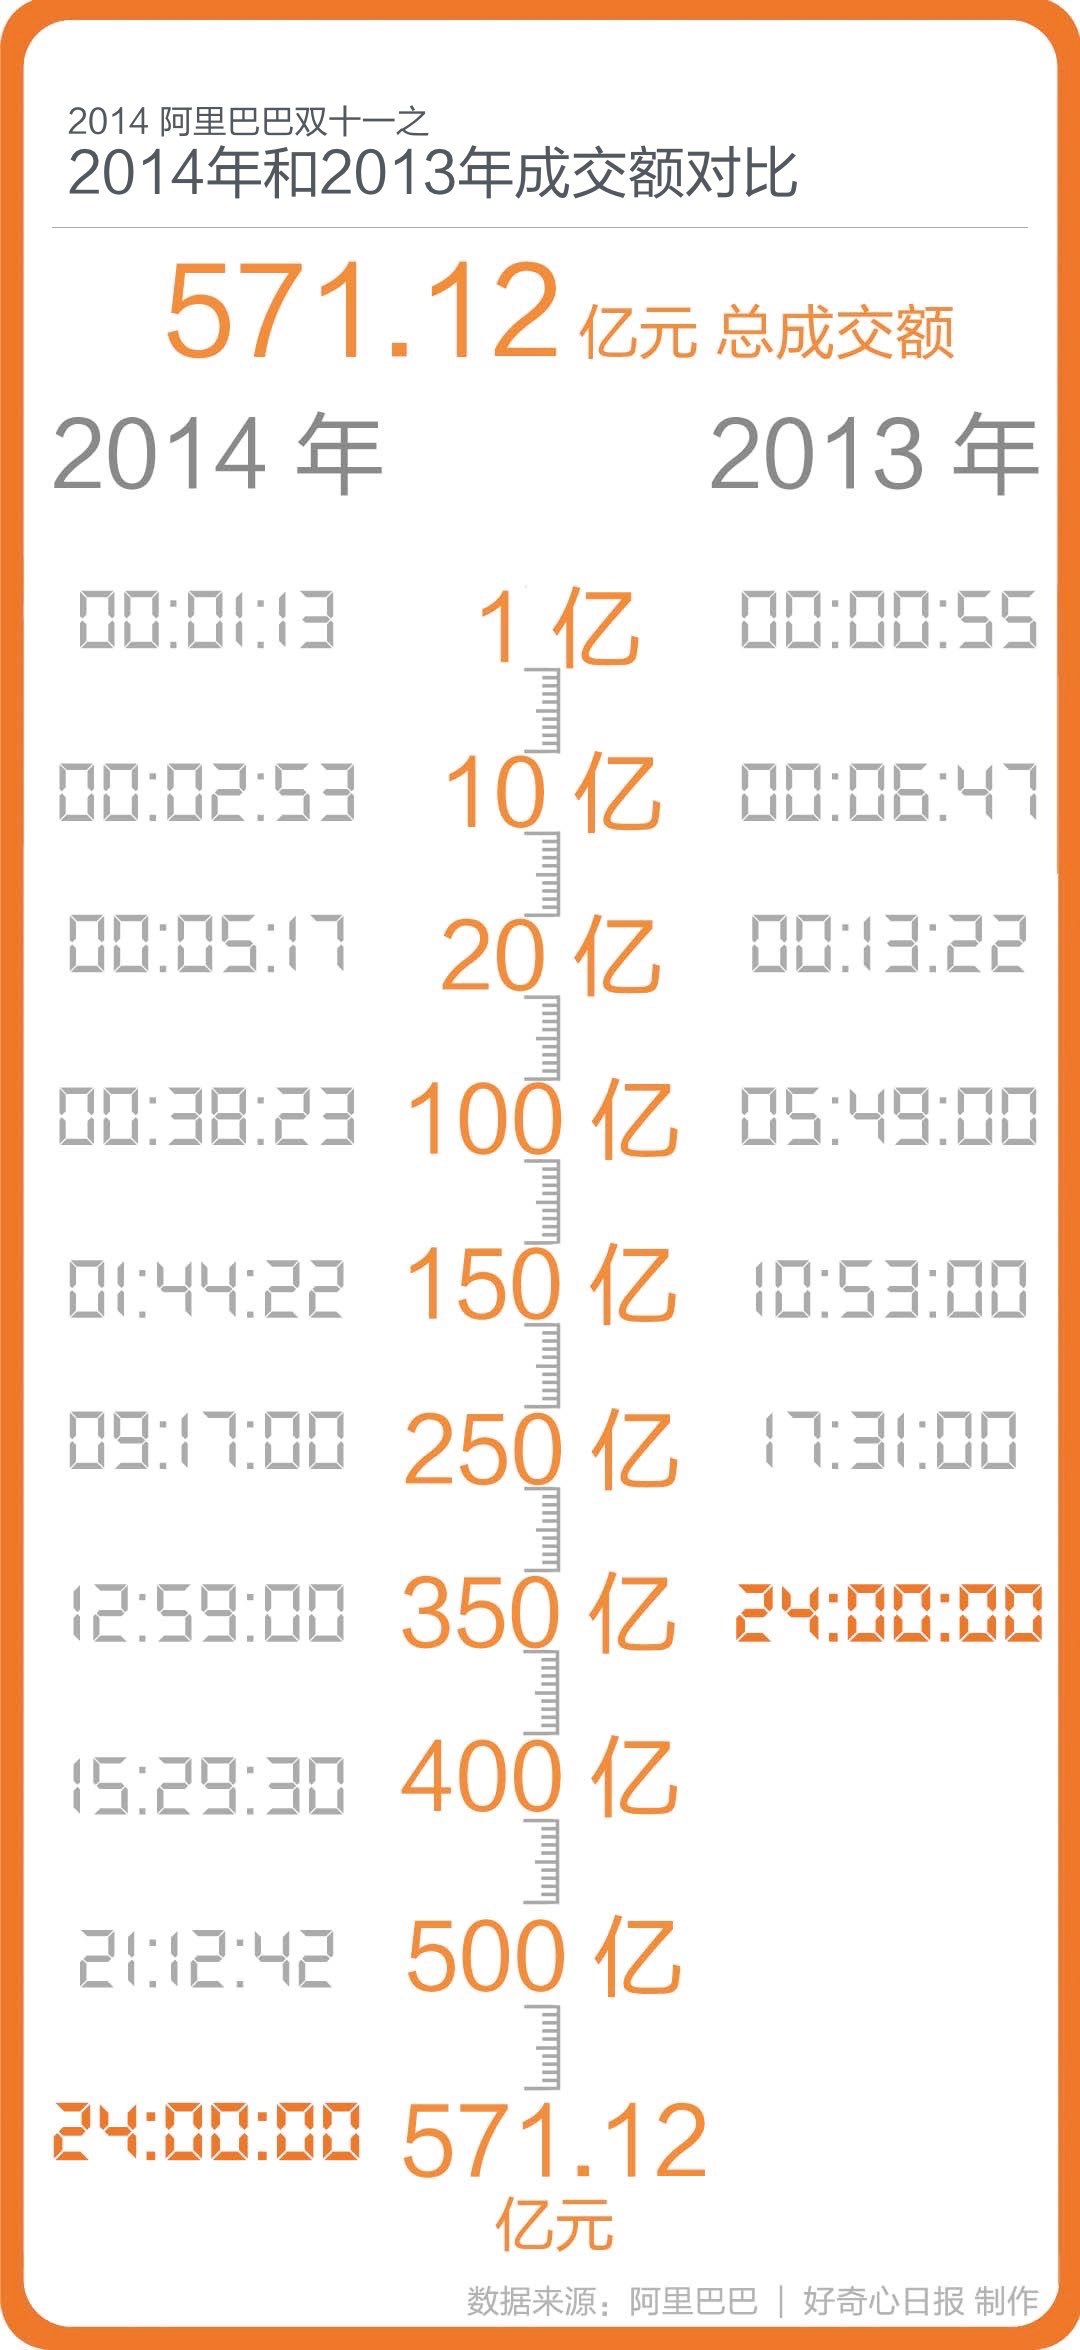 2014 阿里巴巴双十一之
2014年和2013年成交额对比
571.12 亿元 总成交额
2014 年 2013 年
00:01:13 1 亿 00:00:55
00:02:53 10 亿 00:06:47
00:05:17 20 亿 00:13:22
00:38:23 100 亿 05:49:00
01:44:22 150 亿 10:53:00
09:17:00 250 亿 17:31:00
12:59:00 350 亿 24:00:00
15:29:30 400 亿
21:12:42 500 亿
24:00:00 571.12
亿元
数据来源：阿里巴巴 | 好奇心日报 制作